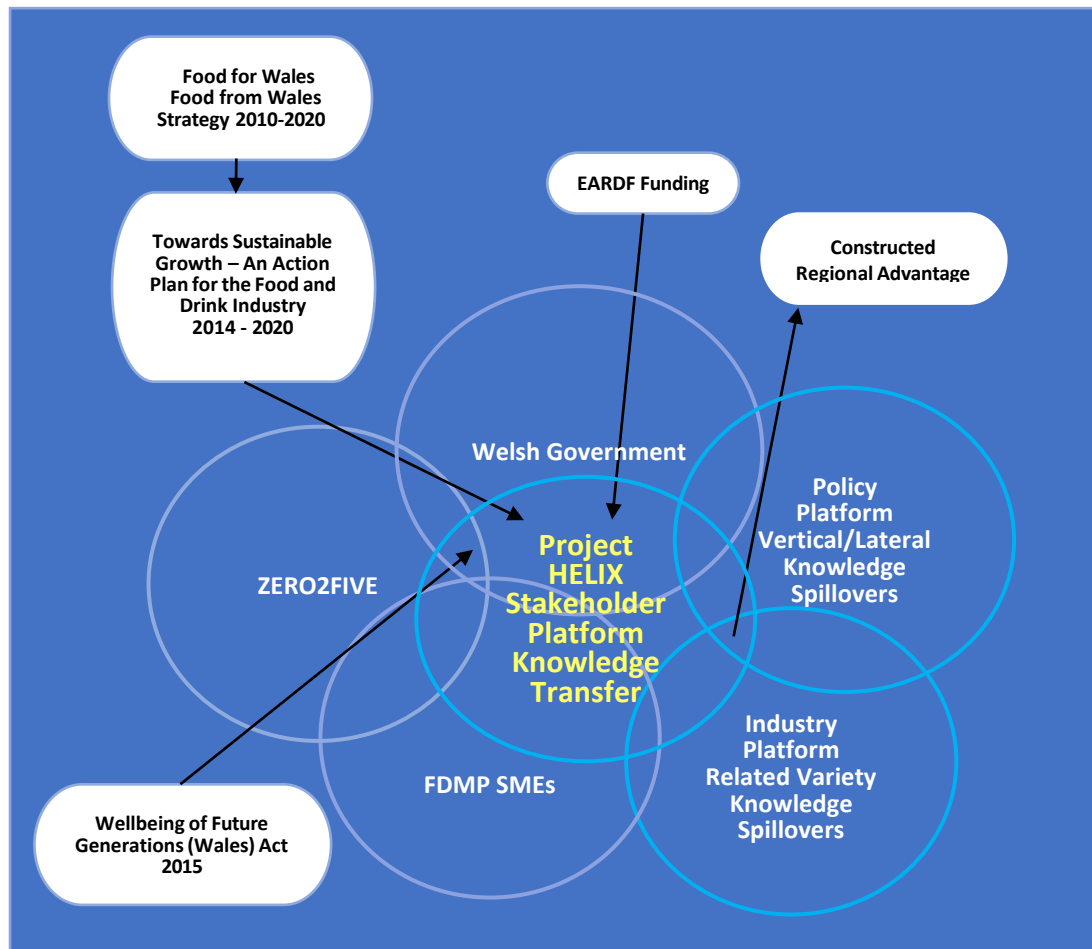 Food for Wales
Food from Wales
Strategy 2010-2020
EARDF Funding
Towards Sustainable
Growth – An Action
Plan for the Food and
Drink Industry
2014 - 2020
Constructed
Regional Advantage
Welsh Government
Policy
Platform
Vertical/Lateral
Knowledge
Spillovers
ZERO2FIVE
Project
HELIX
Stakeholder
Platform
Knowledge
Transfer
Industry
Platform
Related Variety
Knowledge
Spillovers
FDMP SMEs
Wellbeing of Future
Generations (Wales) Act
2015